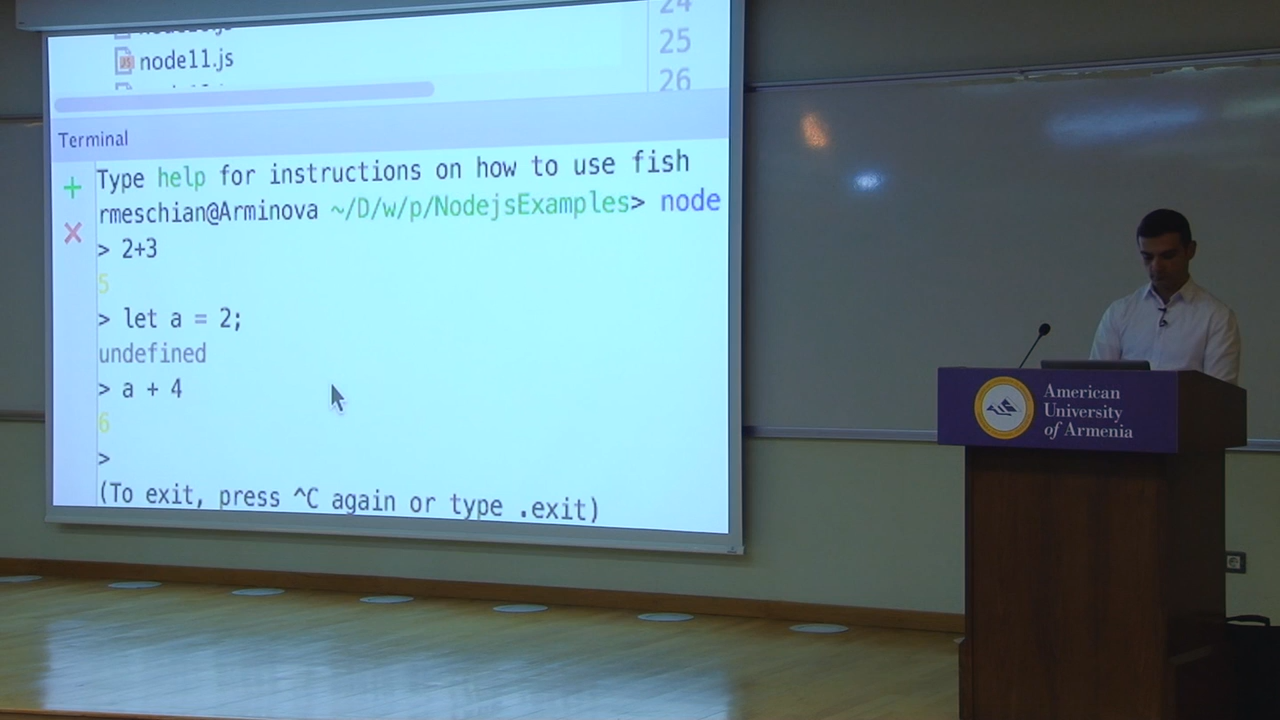 node11.js
24
25
26
Terminal
Type help for instructions on how to use fish
rmeschian@Arminova ~/D/w/p/NodejsExamples> node
> 2+3
5
> let a = 2;
undefined
> a + 4
6
>
(To exit, press ^C again or type .exit)
American
University
of Armenia